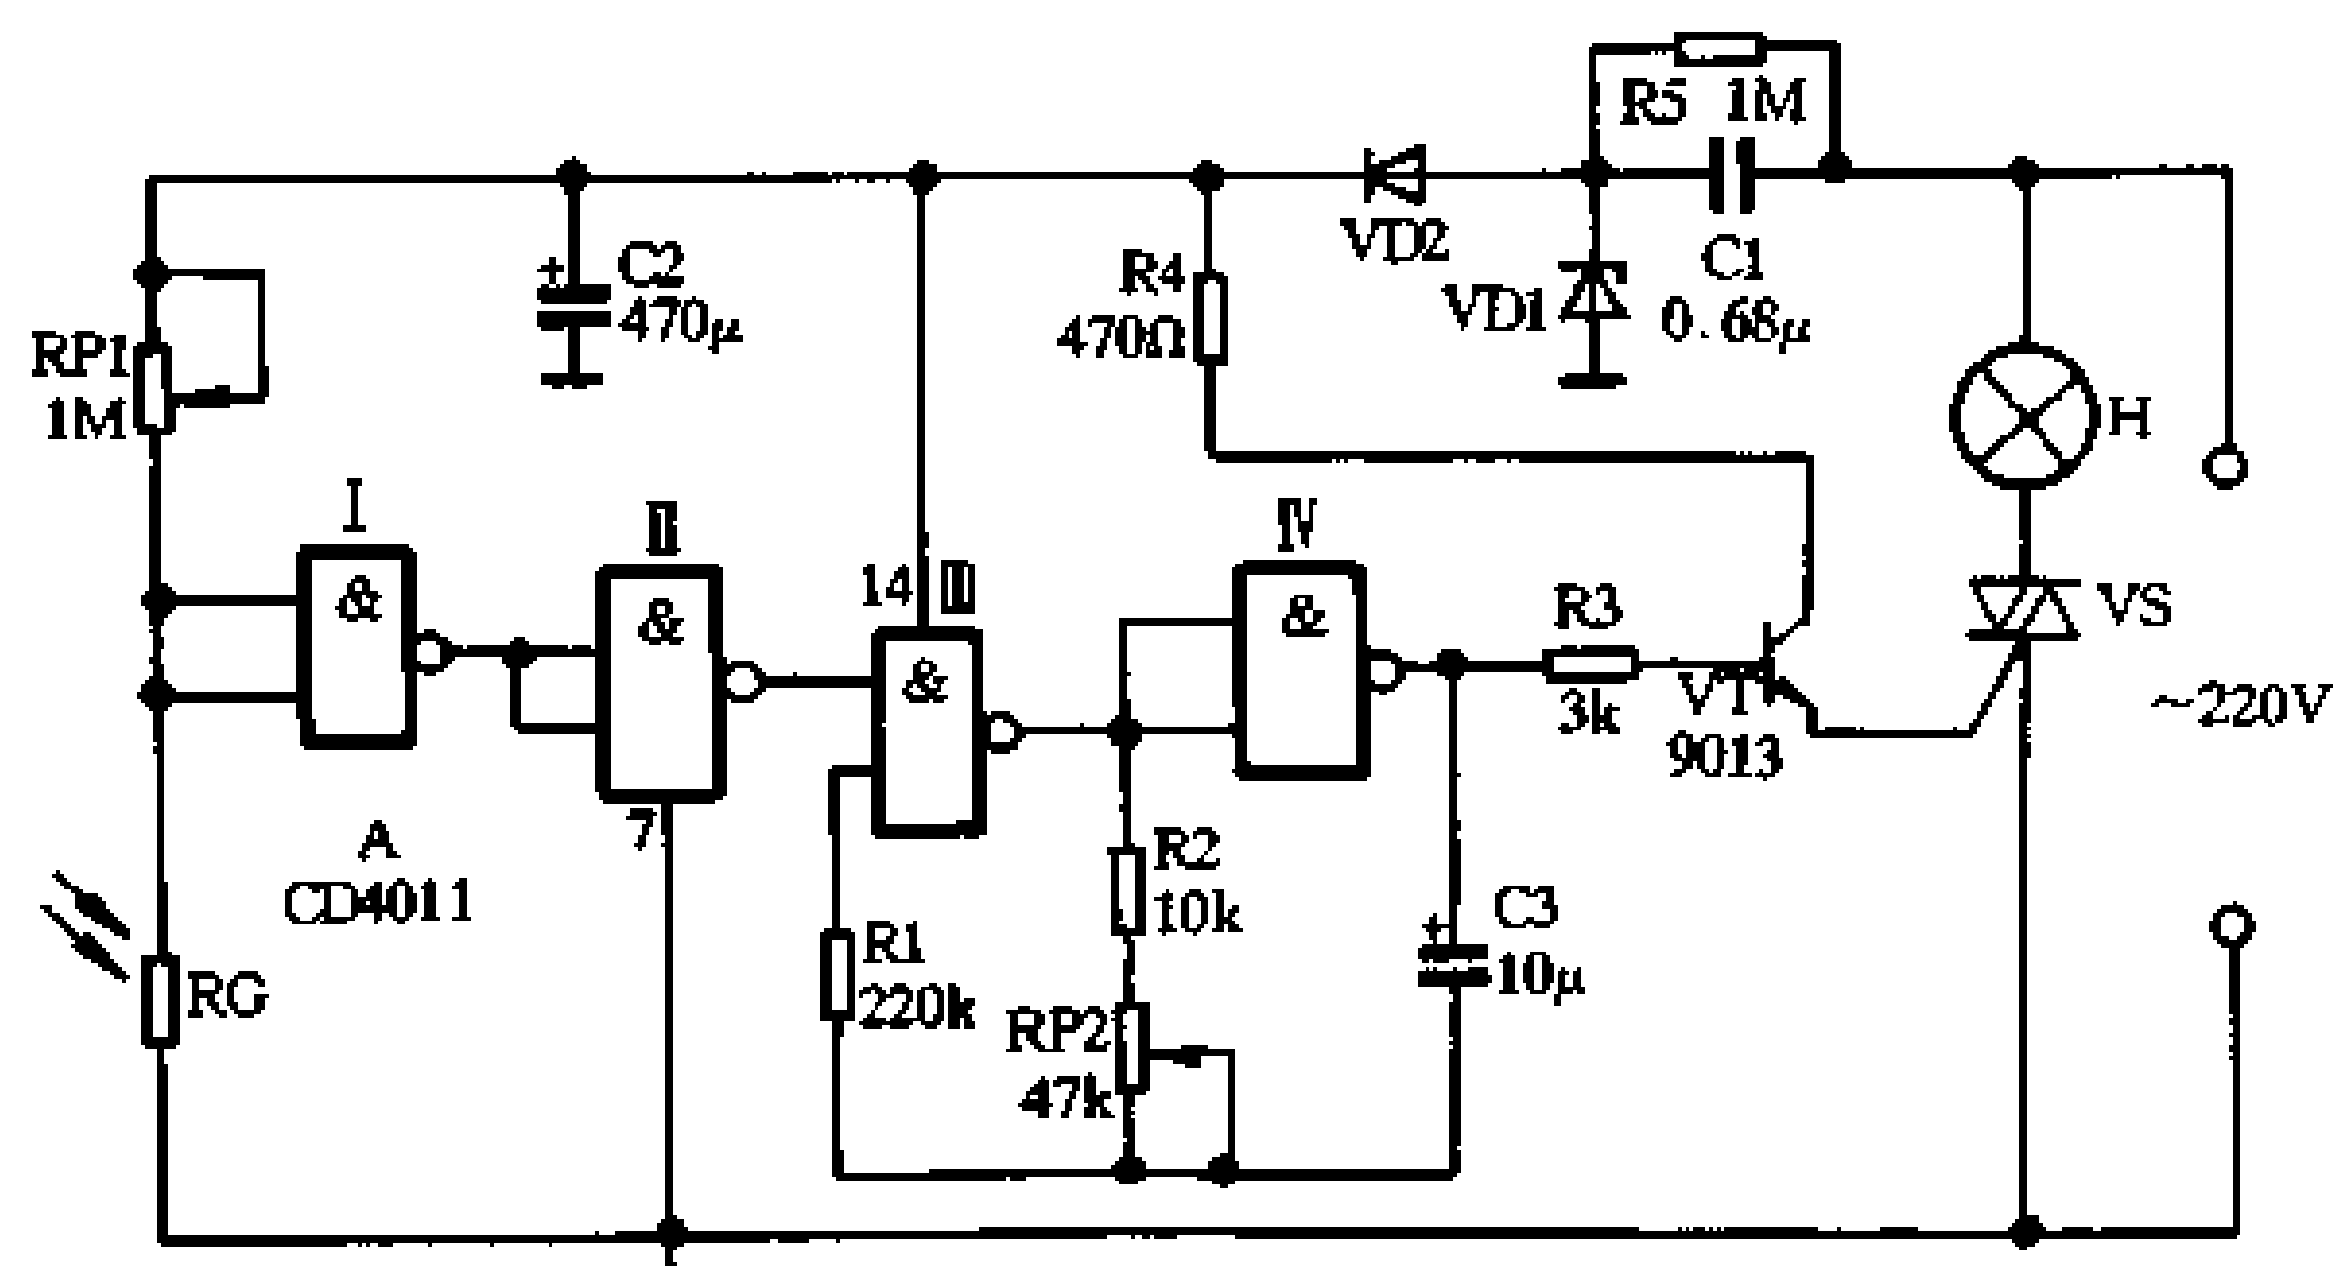 R5 1M
C1
0.68μ
VD2
VD1
R4
470Ω
C2
+
470μ
RP1
1M
H
I
II
III
IV
&
&
&
&
14
7
R3
3k
VT
9013
VS
~220V
A
CD4011
R2
10k
C3
+
10μ
R1
220k
RP2
47k
RG